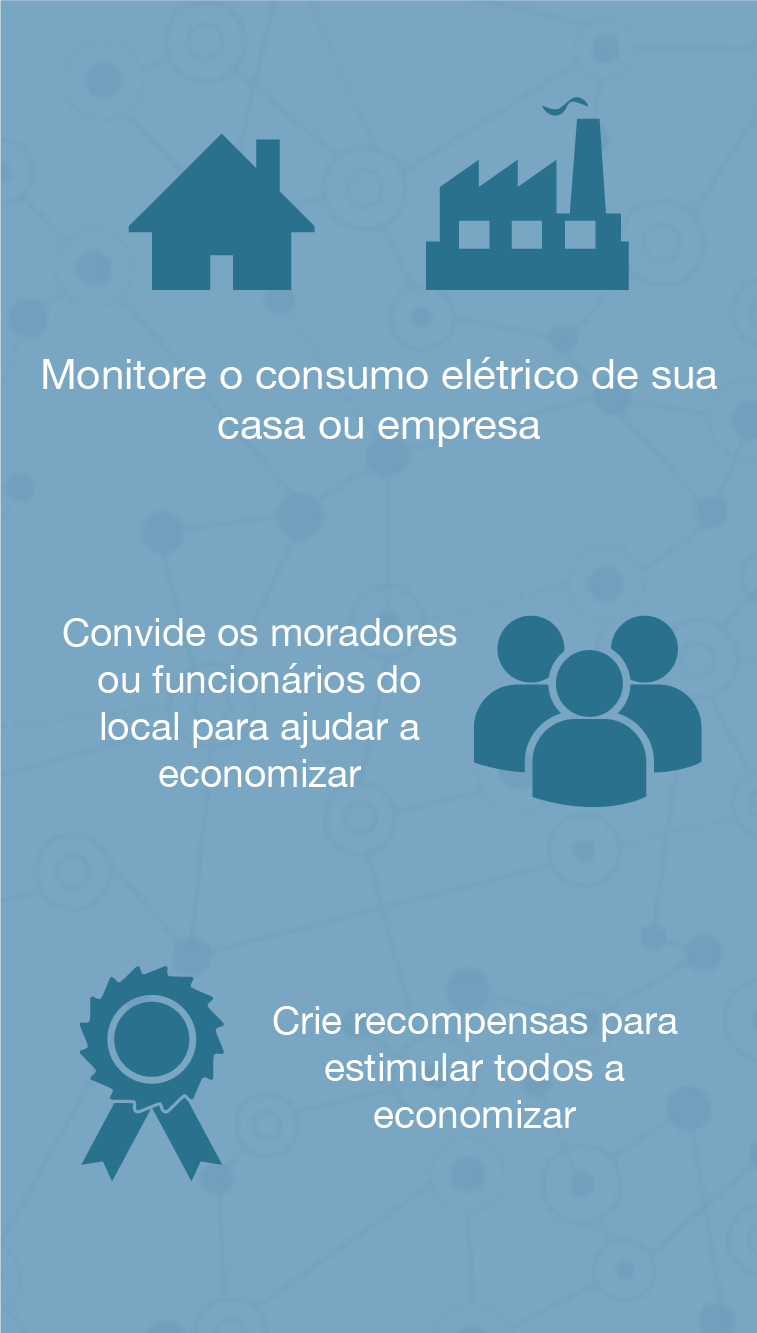 Monitore o consumo elétrico de sua
casa ou empresa
Convide os moradores
ou funcionários do
local para ajudar a
economizar
Crie recompensas para
estimular todos a
economizar